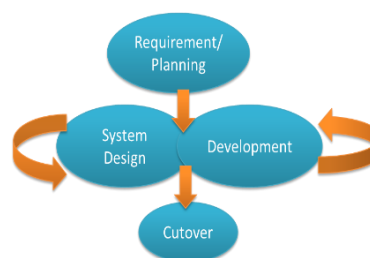 Requirement/
Planning
System
Design
Development
Cutover